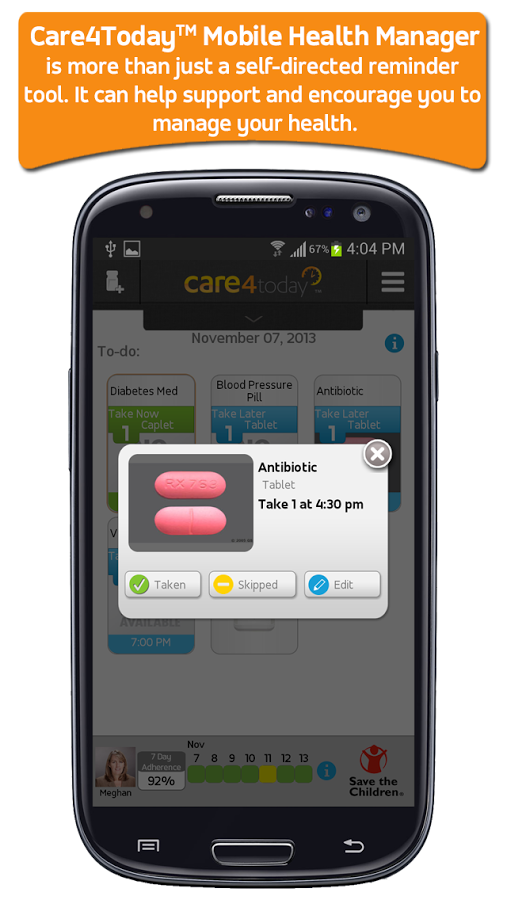 Care4Today™ Mobile Health Manager
is more than just a self-directed reminder
tool. It can help support and encourage you to
manage your health.
67% 4:04 PM
care4today
November 07, 2013
To-do:
Diabetes Med
Blood Pressure
Pill
Antibiotic
Take Now
1 Caplet
Take Later
1 Tablet
Take Later
1 Tablet
Antibiotic
Tablet
Take 1 at 4:30 pm
RX 763
Taken
Skipped
Edit
AVAILABLE
7:00 PM
Meghan
7 Day
Adherence
92%
Nov
7 8 9 10 11 12 13
Save the
Children®